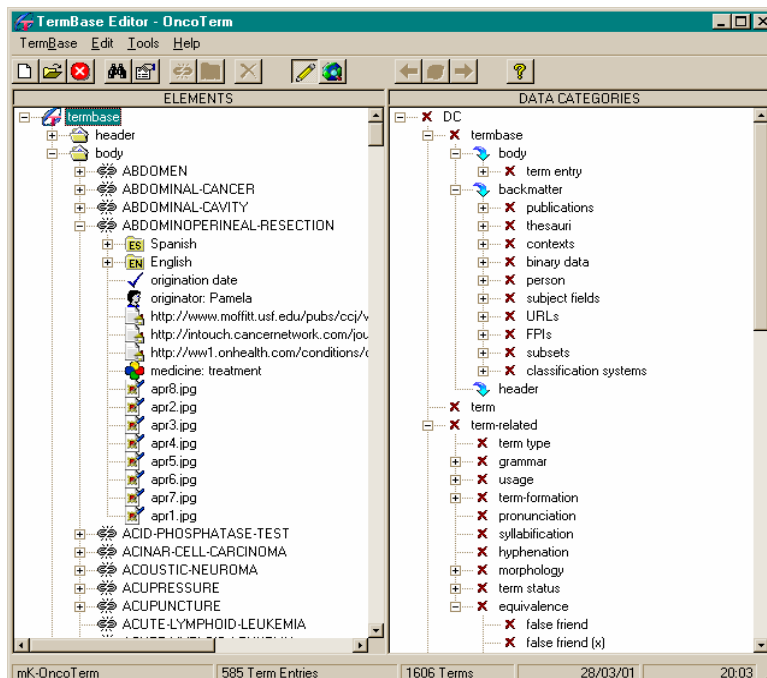 TermBase Editor - OncoTerm
TermBase Edit Tools Help
ELEMENTS
termbase
header
body
ABDOMEN
ABDOMINAL-CANCER
ABDOMINAL-CAVITY
ABDOMINOPERINEAL-RESECTION
ES Spanish
EN English
origination date
originator: Pamela
http://www.moffitt.usf.edu/pubs/ccj/v
http://intouch.cancernetwork.com/jou
http://ww1.onhealth.com/conditions/c
medicine: treatment
apr8.jpg
apr2.jpg
apr3.jpg
apr4.jpg
apr5.jpg
apr6.jpg
apr7.jpg
apr1.jpg
ACID-PHOSPHATASE-TEST
ACINAR-CELL-CARCINOMA
ACOUSTIC-NEUROMA
ACUPRESSURE
ACUPUNCTURE
ACUTE-LYMPHOID-LEUKEMIA
DATA CATEGORIES
DC
termbase
body
term entry
backmatter
publications
thesauri
contexts
binary data
person
subject fields
URLs
FPIs
subsets
classification systems
header
term
term-related
term type
grammar
usage
term-formation
pronunciation
syllabification
hyphenation
morphology
term status
equivalence
false friend
false friend (x)
mK-OncoTerm 585 Term Entries 1606 Terms 28/03/01 20:03